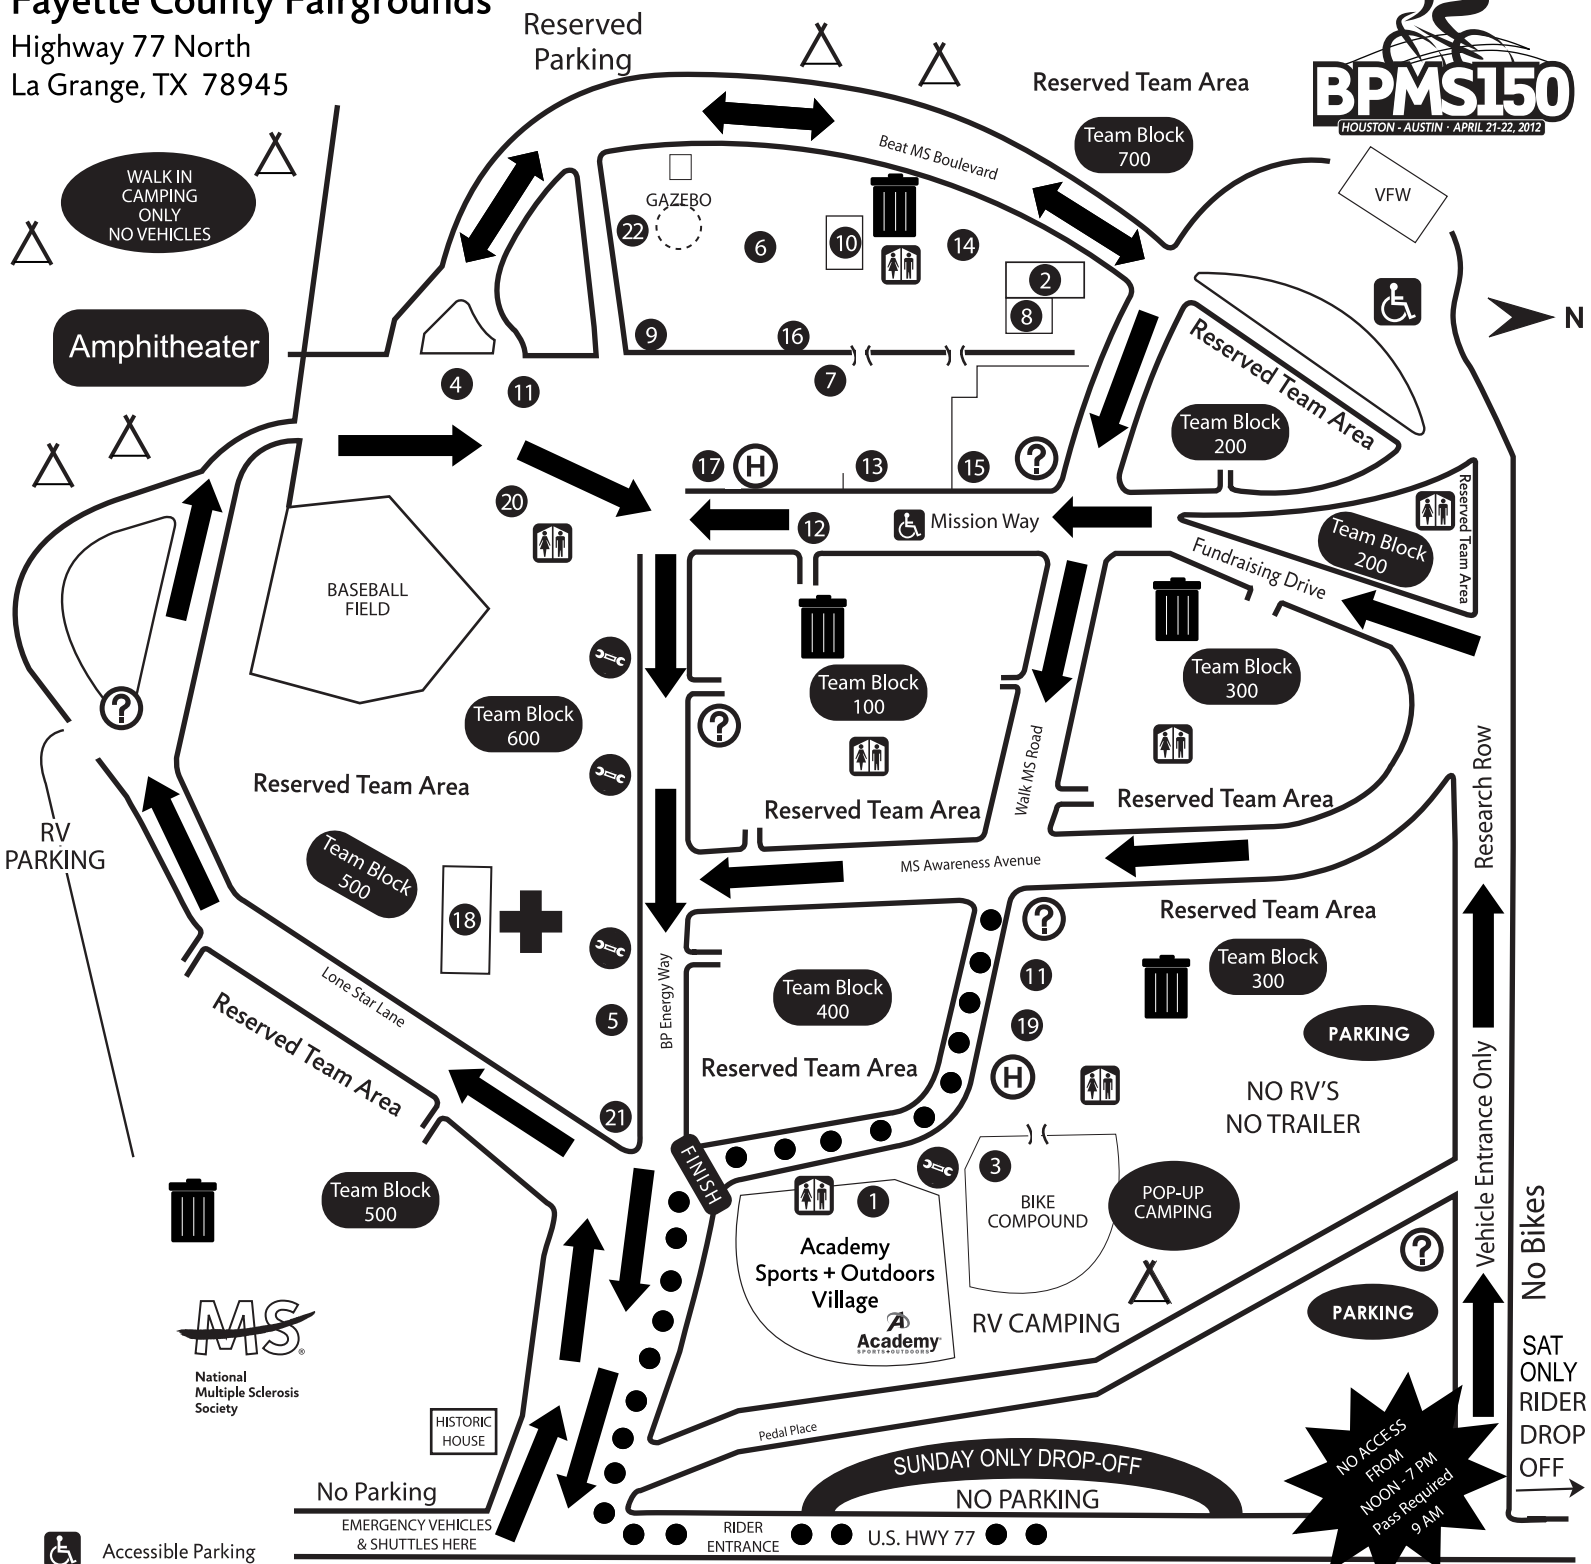 Fayette County Fairgrounds
Highway 77 North
La Grange, TX  78945
Reserved
Parking
Reserved Team Area
Team Block
700
BPMS150
HOUSTON - AUSTIN · APRIL 21-22, 2012
Beat MS Boulevard
WALK IN
CAMPING
ONLY
NO VEHICLES
GAZEBO
22
6
10
14
2
8
VFW
N
Amphitheater
9
16
4
11
7
Reserved Team Area
Team Block
200
17
H
13
15
?
20
12
Mission Way
Fundraising Drive
Team Block
200
Reserved Team Area
BASEBALL
FIELD
Team Block
100
Team Block
300
?
Team Block
600
?
Walk MS Road
Research Row
Reserved Team Area
Reserved Team Area
Reserved Team Area
RV
PARKING
Team Block
500
MS Awareness Avenue
18
Reserved Team Area
?
Team Block
300
11
Lone Star Lane
BP Energy Way
Team Block
400
5
19
PARKING
Reserved Team Area
Reserved Team Area
H
NO RV'S
NO TRAILER
Vehicle Entrance Only
21
FINISH
3
Team Block
500
1
BIKE
COMPOUND
POP-UP
CAMPING
No Bikes
Academy
Sports + Outdoors
Village
?
Academy
SPORTS+OUTDOORS
RV CAMPING
PARKING
MS
National
Multiple Sclerosis
Society
SAT
ONLY
RIDER
DROP
OFF
HISTORIC
HOUSE
Pedal Place
SUNDAY ONLY DROP-OFF
NO PARKING
NO ACCESS
FROM
NOON - 7 PM
Pass Required
9 AM
No Parking
EMERGENCY VEHICLES
& SHUTTLES HERE
RIDER
ENTRANCE
U.S. HWY 77
Accessible Parking